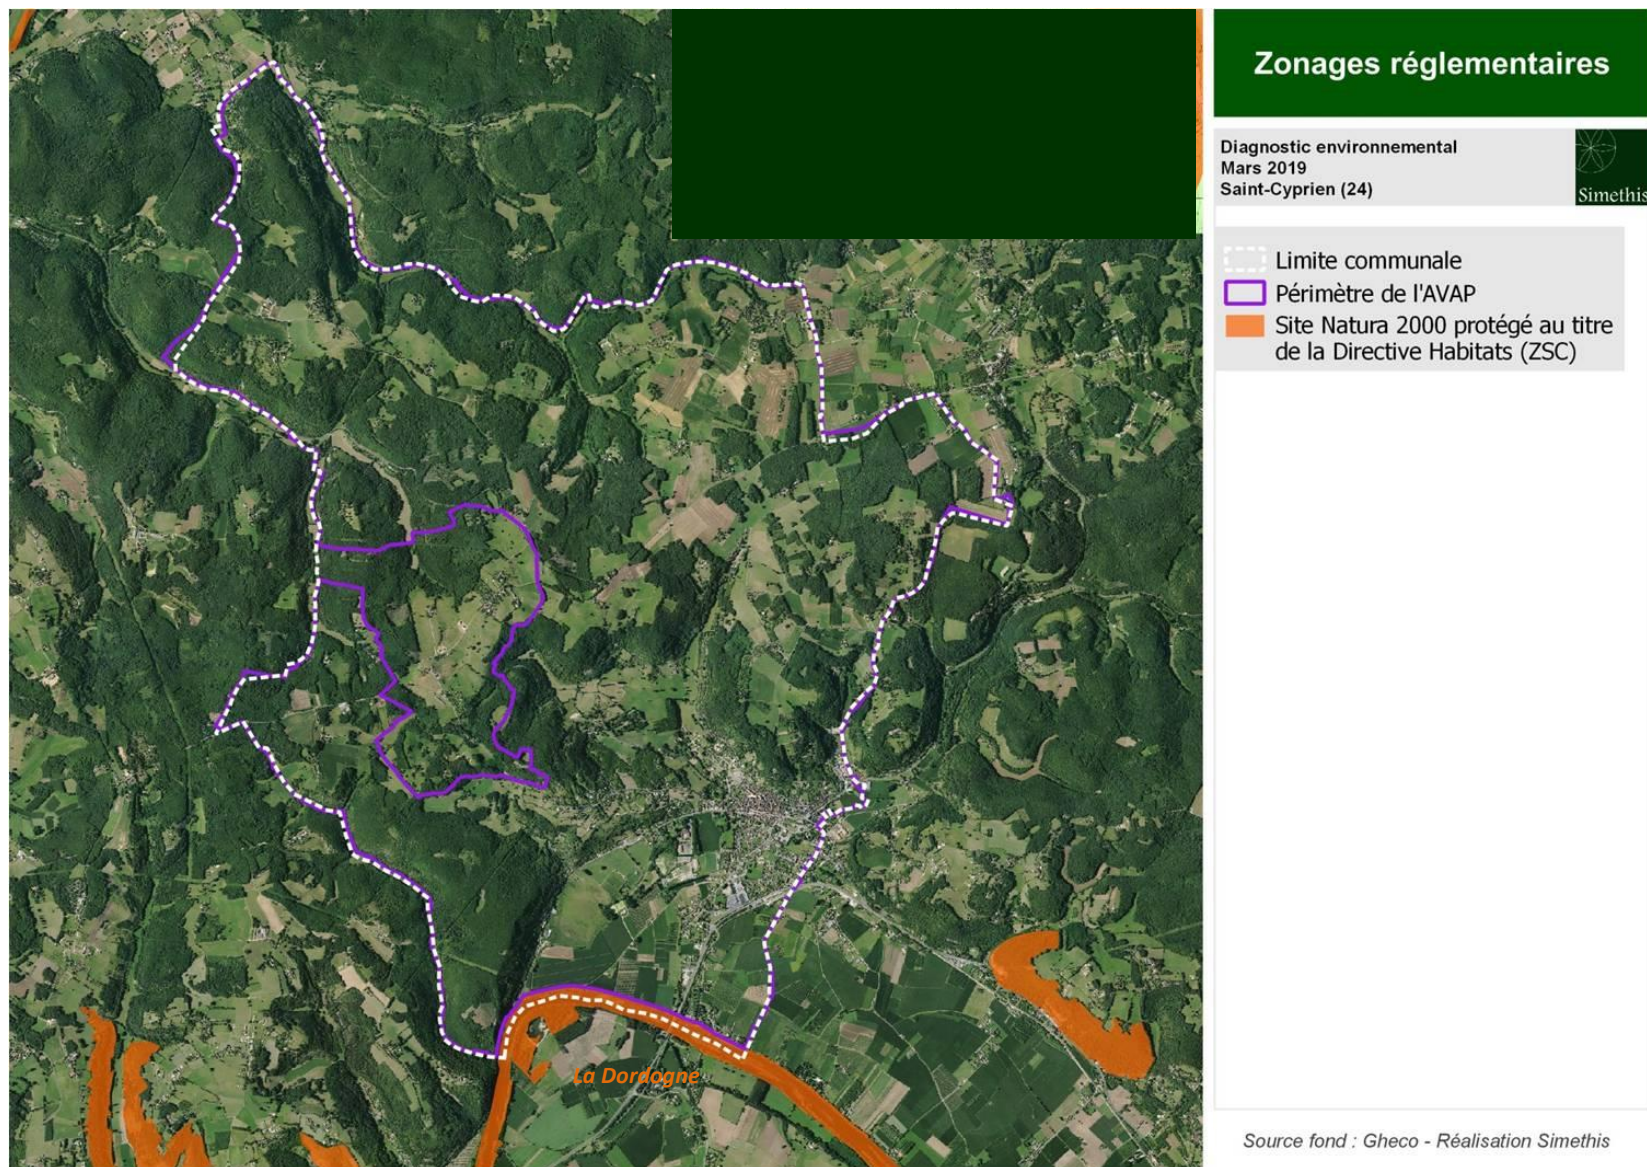 Zonages réglementaires
Diagnostic environnemental
Mars 2019
Saint-Cyprien (24)
Simethis
Limite communale
Périmètre de l'AVAP
Site Natura 2000 protégé au titre
de la Directive Habitats (ZSC)
La Dordogne
Source fond : Gheco - Réalisation Simethis